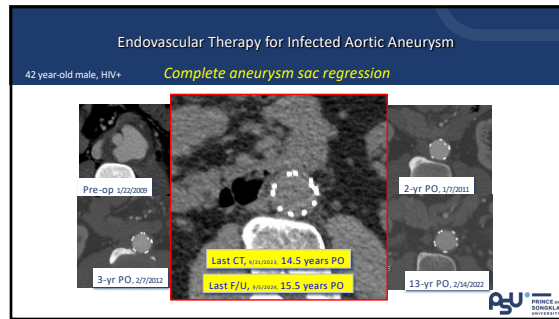 Endovascular Therapy for Infected Aortic Aneurysm
42 year-old male, HIV+
Complete aneurysm sac regression
Pre-op 1/22/2009
2-yr PO, 1/7/2011
3-yr PO, 2/7/2012
Last CT, 6/21/2023, 14.5 years PO
Last F/U, 9/5/2024, 15.5 years PO
13-yr PO, 2/14/2022
PSU
PRINCE OF
SONGKLA
UNIVERSITY